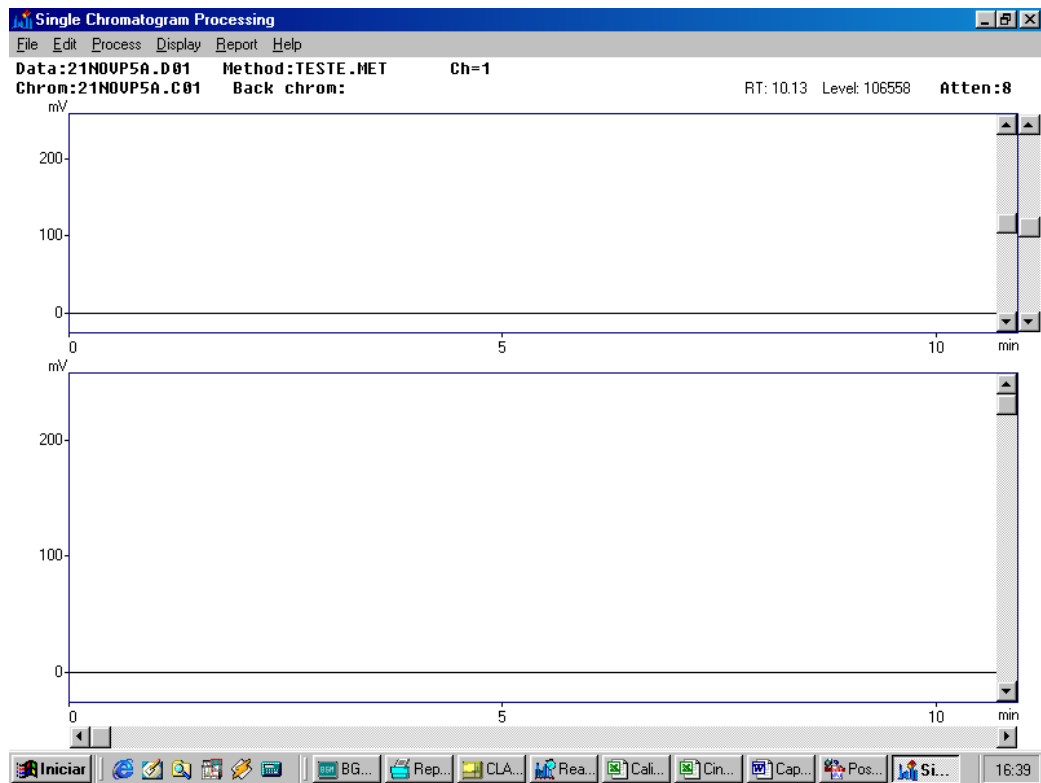 Single Chromatogram Processing
File Edit Process Display Report Help
Data:21NOVP5A.D01 Method:TESTE.MET Ch=1
Chrom:21NOVP5A.C01 Back chrom: RT: 10.13 Level: 106558 Atten:8
mV
200
100
0
0 5 10 min
mV
200
100
0
0 5 10 min
Iniciar BG... Rep... CLA... Rea... Cali... Cin... Cap... Pos... Si... 16:39